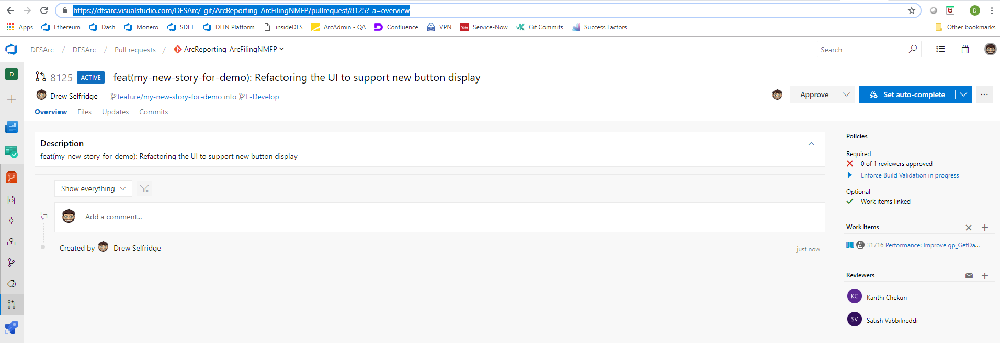 https://dfsarc.visualstudio.com/DFSArc/_git/ArcReporting-ArcFilingNMFP/pullrequest/8125?_a=overview D
Apps Ethereum Dash Monero SDET DFIN Platform insideDFS ArcAdmin - QA Confluence VPN now Service-Now Git Commits Success Factors Other bookmarks
DFSArc / DFSArc / Pull requests / ArcReporting-ArcFilingNMFP Search
D
8125 ACTIVE feat(my-new-story-for-demo): Refactoring the UI to support new button display
Drew Selfridge feature/my-new-story-for-demo into F-Develop
Approve Set auto-complete ...
Overview Files Updates Commits
Description
feat(my-new-story-for-demo): Refactoring the UI to support new button display
Show everything
Add a comment...
Created by Drew Selfridge just now
Policies
Required
0 of 1 reviewers approved
Enforce Build Validation in progress
Optional
Work items linked
Work Items
31716 Performance: Improve gp_GetDa...
Reviewers
KC Kanthi Chekuri
SV Satish Vabbilireddi